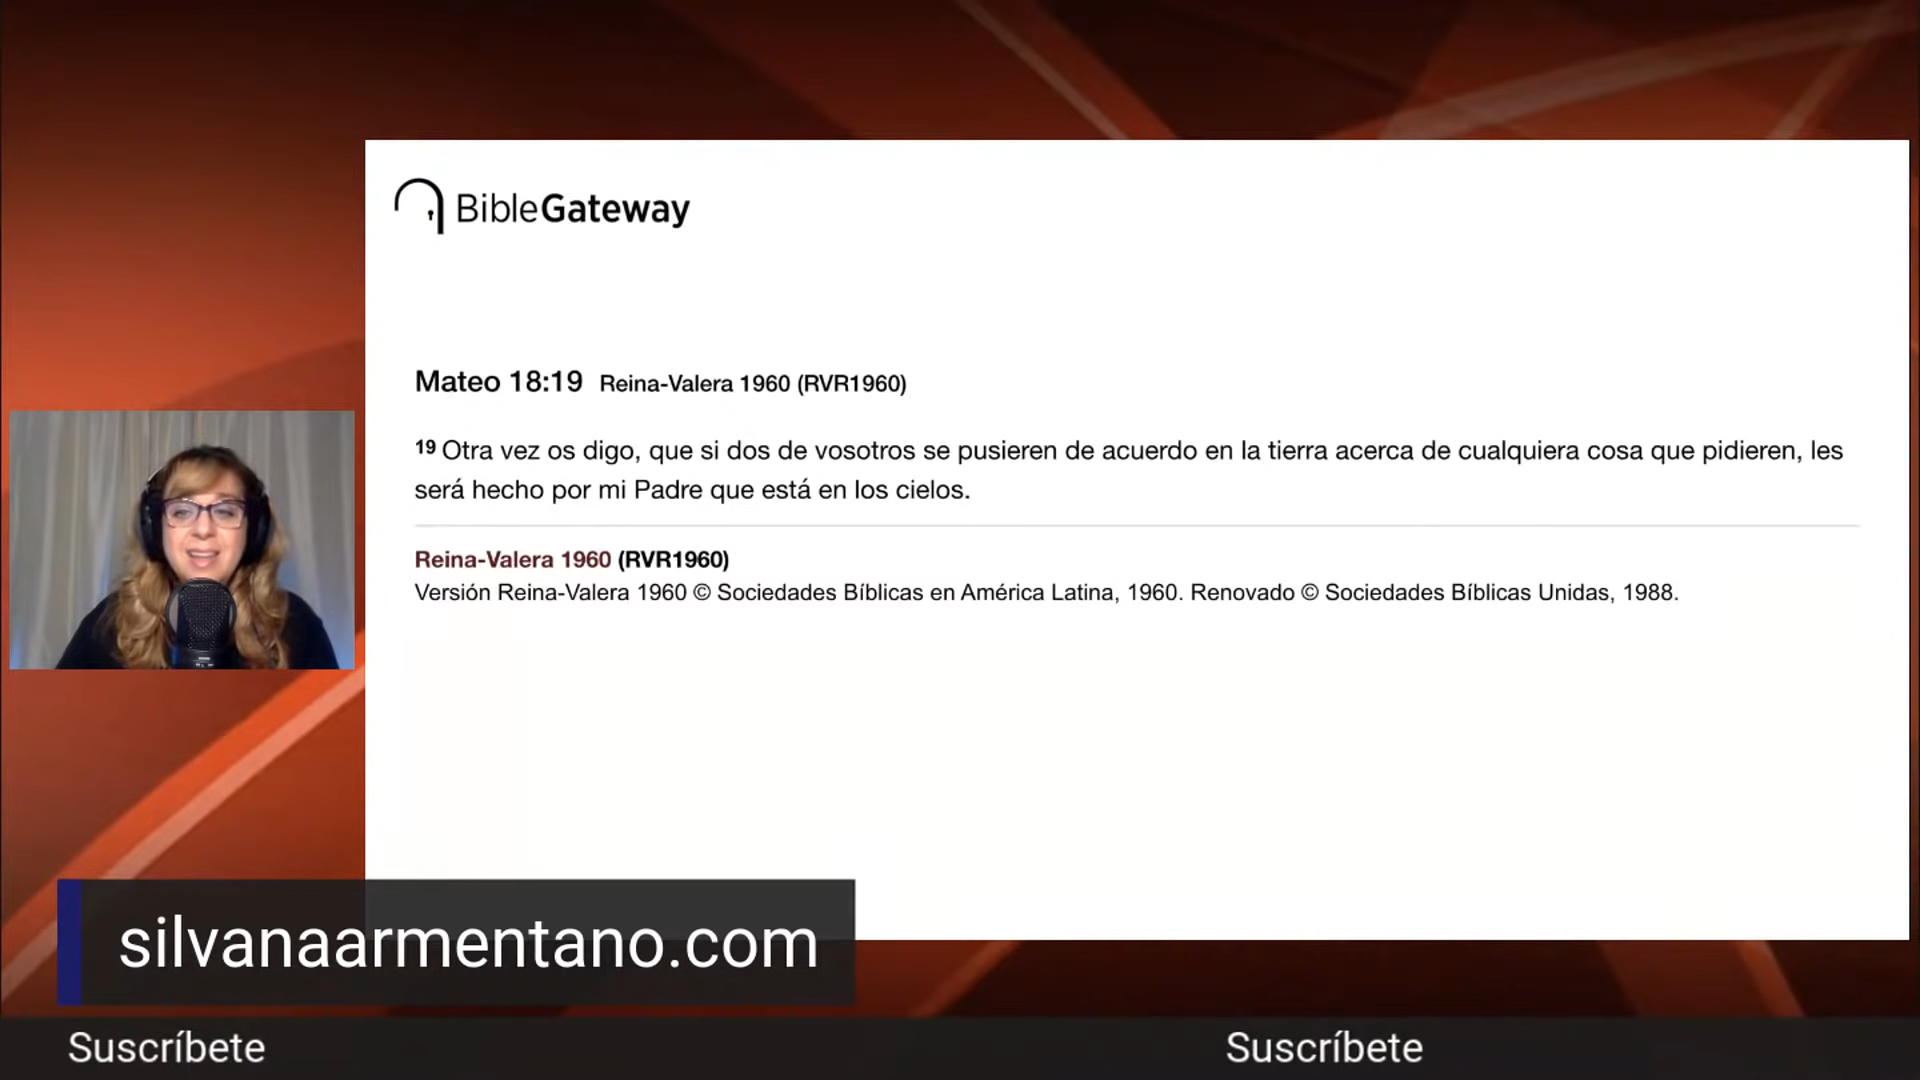 BibleGateway
Mateo 18:19 Reina-Valera 1960 (RVR1960)
19 Otra vez os digo, que si dos de vosotros se pusieren de acuerdo en la tierra acerca de cualquiera cosa que pidieren, les
será hecho por mi Padre que está en los cielos.
Reina-Valera 1960 (RVR1960)
Versión Reina-Valera 1960 © Sociedades Bíblicas en América Latina, 1960. Renovado © Sociedades Bíblicas Unidas, 1988.
silvanaarmentano.com
Suscríbete Suscríbete